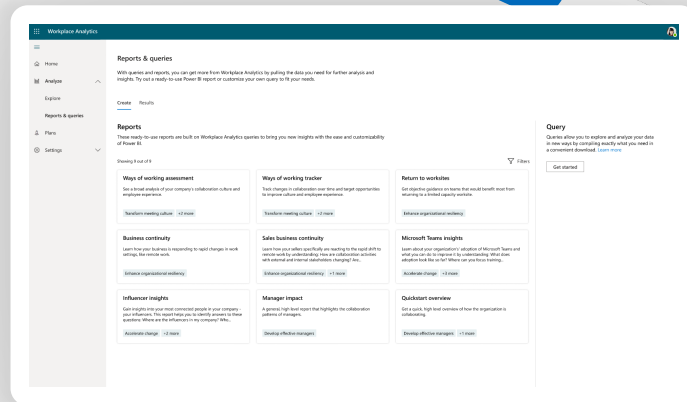 Workplace Analytics
Home
Analyze
Explore
Reports & queries
Plans
Settings
Reports & queries
With queries and reports, you can get more from Workplace Analytics by pulling the data you need for further analysis and
insights. Try out a ready-to-use Power BI report or customize your own query to fit your needs.
Create Results
Reports
These ready-to-use reports are built on Workplace Analytics queries to bring you new insights with the ease and customizability
of Power BI.
Showing 9 out of 9
Filters
Ways of working assessment
See a broad analysis of your company's collaboration culture and
employee experience.
Transform meeting culture +2 more
Ways of working tracker
Track changes in collaboration over time and target opportunities
to improve culture and employee experience.
Transform meeting culture +2 more
Return to worksites
Get objective guidance on teams that would benefit most from
returning to a limited capacity worksite.
Enhance organizational resiliency
Business continuity
Learn how your business is responding to rapid changes in work
settings, like remote work.
Enhance organizational resiliency
Sales business continuity
Learn how your sellers specifically are reacting to the rapid shift to
remote work by understanding: How are collaboration activities
with external and internal stakeholders changing? Are...
Enhance organizational resiliency +1 more
Microsoft Teams insights
Learn about your organization's adoption of Microsoft Teams and
what you can do to improve it by understanding: What does
adoption look like so far? Where can you focus training...
Accelerate change +3 more
Influencer insights
Gain insights into your most connected people in your company -
your influencers. This report helps you to identify answers to these
questions: Where are the influencers in my company? Who...
Accelerate change +2 more
Manager impact
A general, high level report that highlights the collaboration
patterns of managers.
Develop effective managers
Quickstart overview
Get a quick, high level overview of how the organization is
collaborating.
Develop effective managers +1 more
Query
Queries allow you to explore and analyze your data
in new ways by compiling exactly what you need in
a convenient download. Learn more
Get started